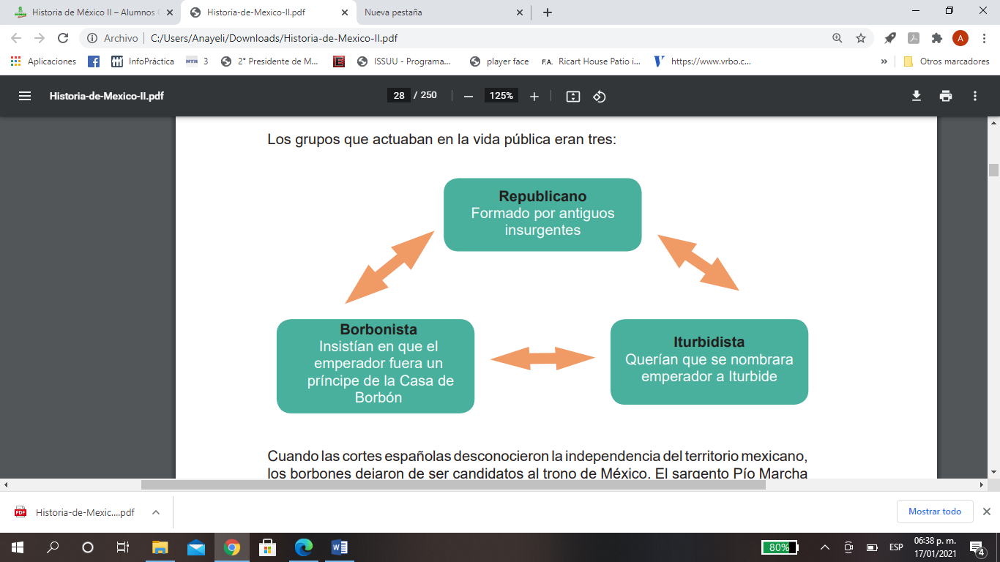 Historia de México II – Alumnos
Historia-de-Mexico-II.pdf
Nueva pestaña
Archivo
C:/Users/Anayeli/Downloads/Historia-de-Mexico-II.pdf
A
Aplicaciones
InfoPráctica
NTR 3
2° Presidente de M...
ISSUU - Programa...
player face
F.A. Ricart House Patio i...
https://www.vrbo.c...
»
Otros marcadores
Historia-de-Mexico-II.pdf
28 / 250
125%
Los grupos que actuaban en la vida pública eran tres:
Republicano
Formado por antiguos
insurgentes
Borbonista
Insistían en que el
emperador fuera un
príncipe de la Casa de
Borbón
Iturbidista
Querían que se nombrara
emperador a Iturbide
Cuando las cortes españolas desconocieron la independencia del territorio mexicano,
los borbones dejaron de ser candidatos al trono de México. El sargento Pío Marcha
PDF
Historia-de-Mexic....pdf
Mostrar todo
80%
ESP
06:38 p. m.
17/01/2021
4